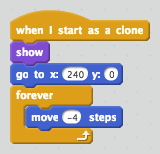 when I start as a clone
show
go to x: 240 y: 0
forever
move -4 steps